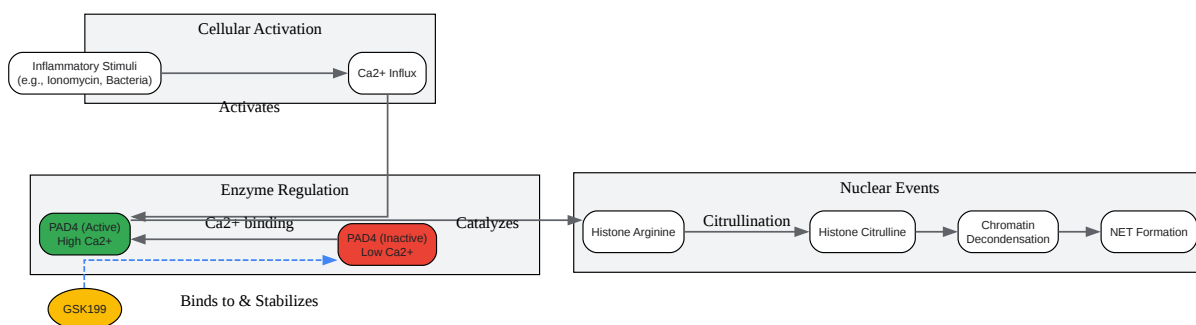 Cellular Activation
Inflammatory Stimuli
(e.g., Ionomycin, Bacteria)
Ca2+ Influx
Activates
Enzyme Regulation
PAD4 (Active)
High Ca2+
Ca2+ binding
PAD4 (Inactive)
Low Ca2+
Catalyzes
GSK199
Binds to & Stabilizes
Nuclear Events
Histone Arginine
Citrullination
Histone Citrulline
Chromatin
Decondensation
NET Formation